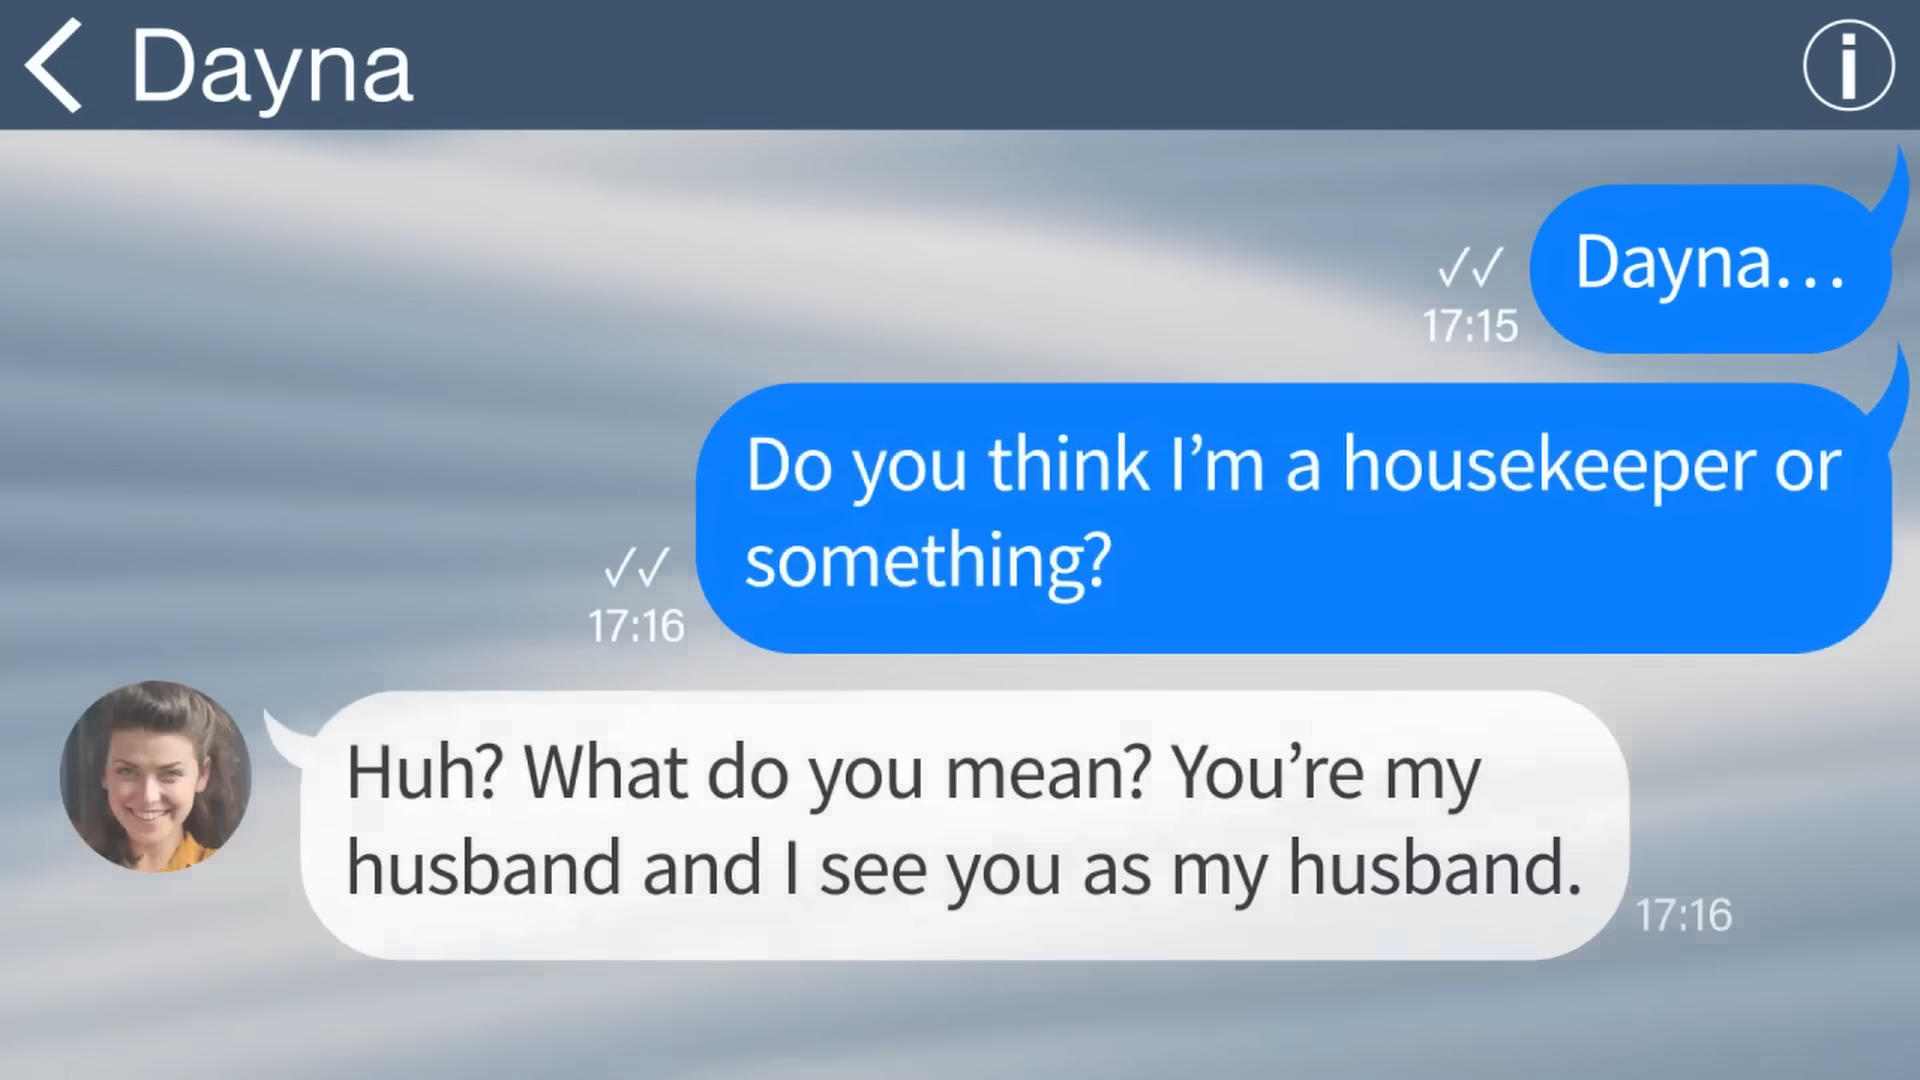 Dayna
Dayna...
17:15
Do you think I’m a housekeeper or
something?
17:16
Huh? What do you mean? You’re my
husband and I see you as my husband.
17:16